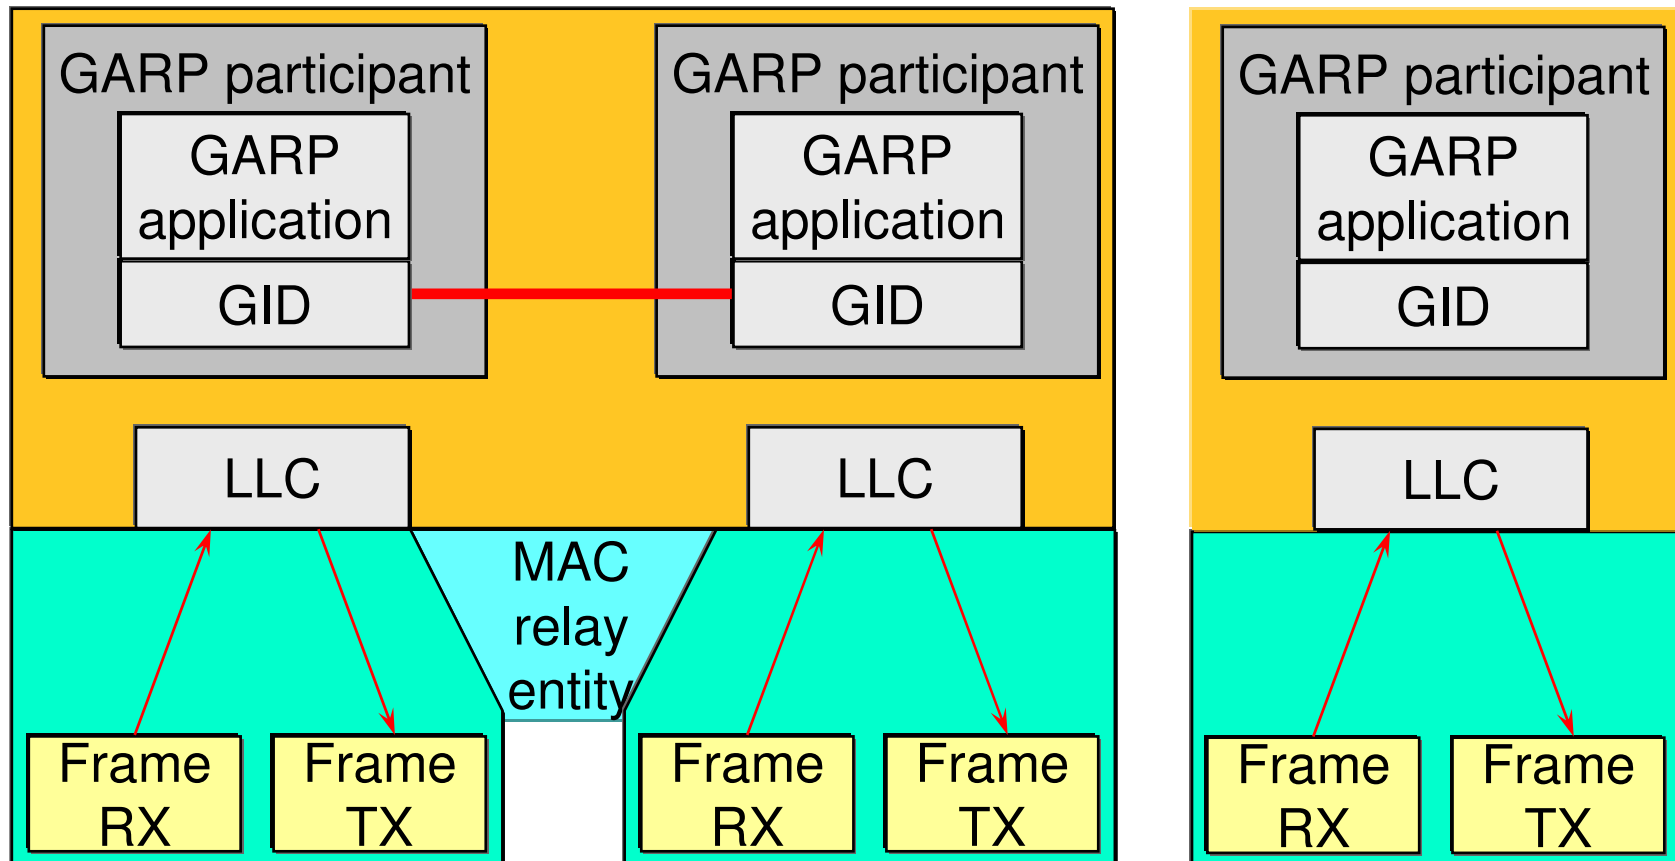 GARP participant
GARP
application
GID
LLC
Frame
RX
Frame
TX
MAC
relay
entity
GARP participant
GARP
application
GID
LLC
Frame
RX
Frame
TX
GARP participant
GARP
application
GID
LLC
Frame
RX
Frame
TX